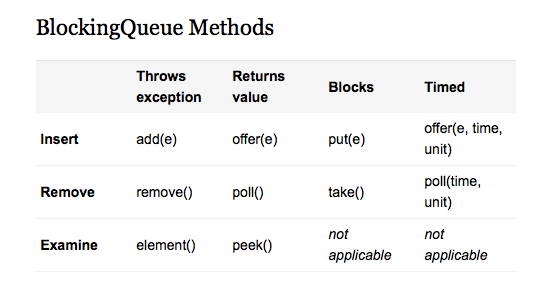 BlockingQueue Methods
Throws exception Returns value Blocks Timed
Insert add(e) offer(e) put(e) offer(e, time, unit)
Remove remove() poll() take() poll(time, unit)
Examine element() peek() not applicable not applicable